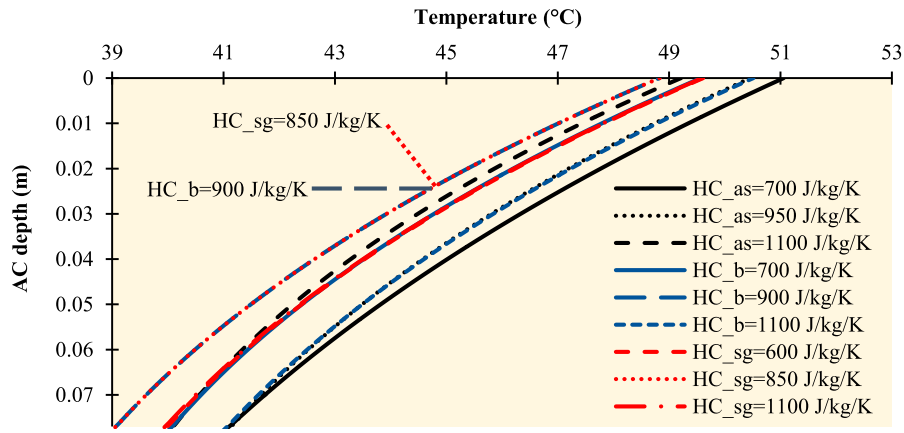 Temperature (°C)
39 41 43 45 47 49 51 53
AC depth (m)
0
0.01
0.02
0.03
0.04
0.05
0.06
0.07
HC_sg=850 J/kg/K
HC_b=900 J/kg/K
HC_as=700 J/kg/K
HC_as=950 J/kg/K
HC_as=1100 J/kg/K
HC_b=700 J/kg/K
HC_b=900 J/kg/K
HC_b=1100 J/kg/K
HC_sg=600 J/kg/K
HC_sg=850 J/kg/K
HC_sg=1100 J/kg/K